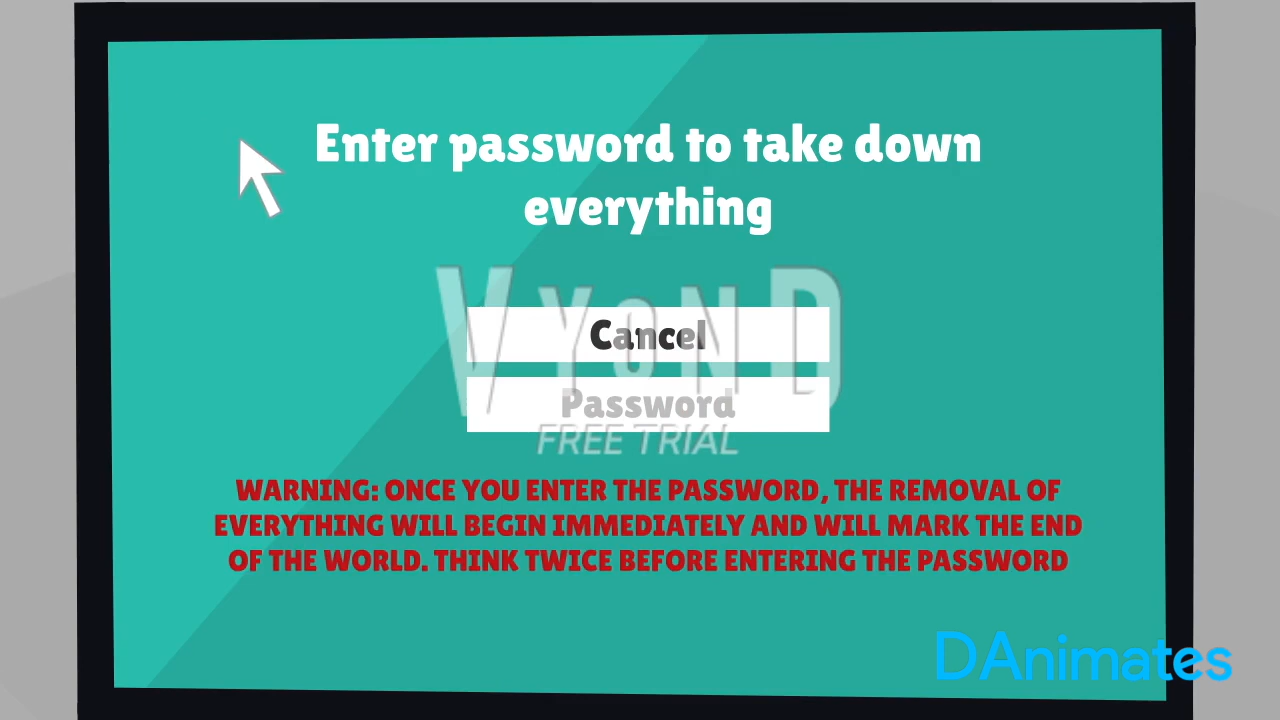 Enter password to take down
everything
VYOND
Cancel
Password
FREE TRIAL
WARNING: ONCE YOU ENTER THE PASSWORD, THE REMOVAL OF
EVERYTHING WILL BEGIN IMMEDIATELY AND WILL MARK THE END
OF THE WORLD. THINK TWICE BEFORE ENTERING THE PASSWORD
DAnimates